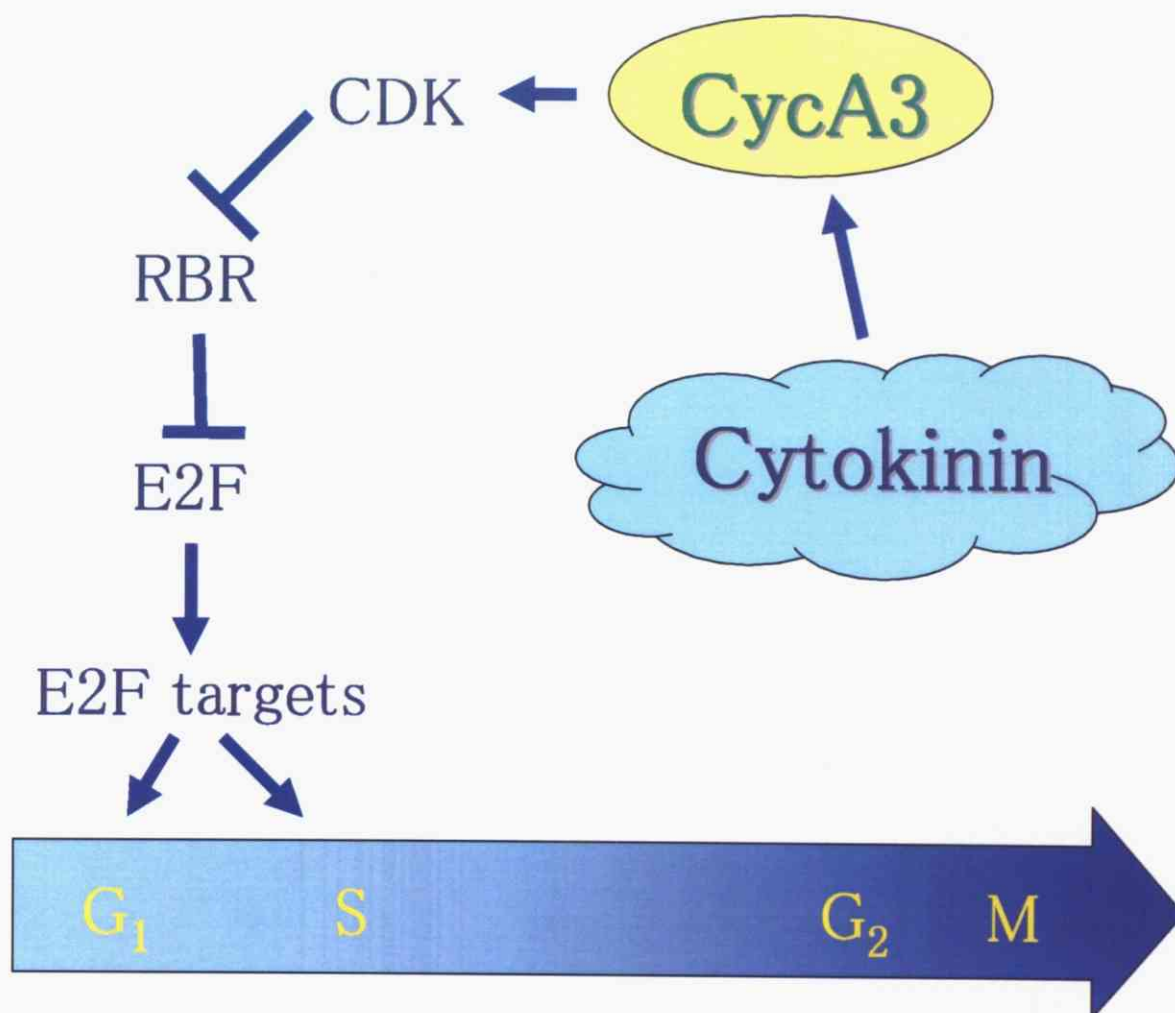 CDK
CycA3
RBR
Cytokinin
E2F
E2F targets
G₁ S G₂ M